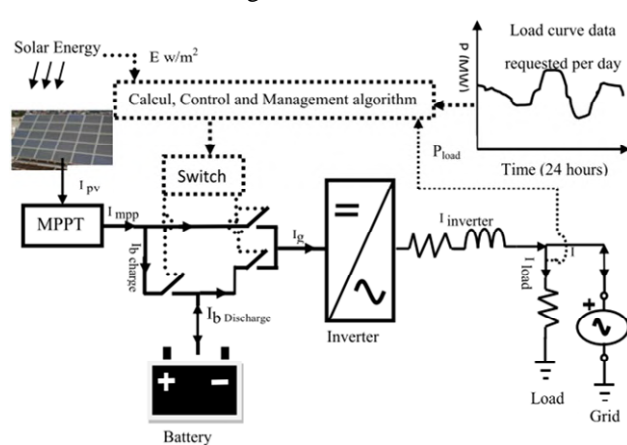 Solar Energy
E w/m²
Calcul, Control and Management algorithm
P (MW)
Load curve data
requested per day
Time (24 hours)
P load
Switch
I pv
MPPT
I mpp
I b charge
I b Discharge
I g
Inverter
I inverter
I load
I
Load
Grid
Battery